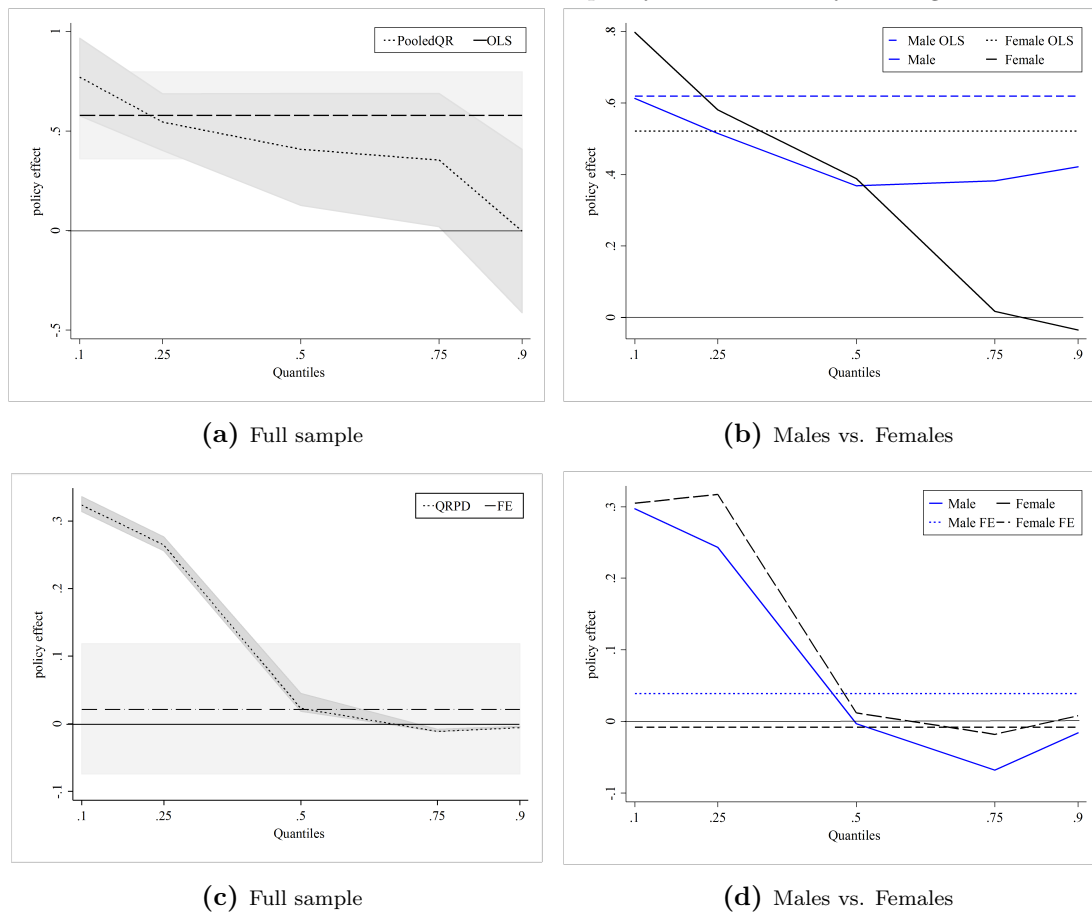 PooledQR OLS
1
.5
0
-.5
policy effect
.1 .25 .5 .75 .9
Quantiles
(a) Full sample
Male OLS Female OLS
Male Female
.8
.6
.4
.2
0
policy effect
.1 .25 .5 .75 .9
Quantiles
(b) Males vs. Females
QRPD FE
.3
.2
.1
0
-.1
policy effect
.1 .25 .5 .75 .9
Quantiles
(c) Full sample
Male Female
Male FE Female FE
.3
.2
.1
0
-.1
policy effect
.1 .25 .5 .75 .9
Quantiles
(d) Males vs. Females